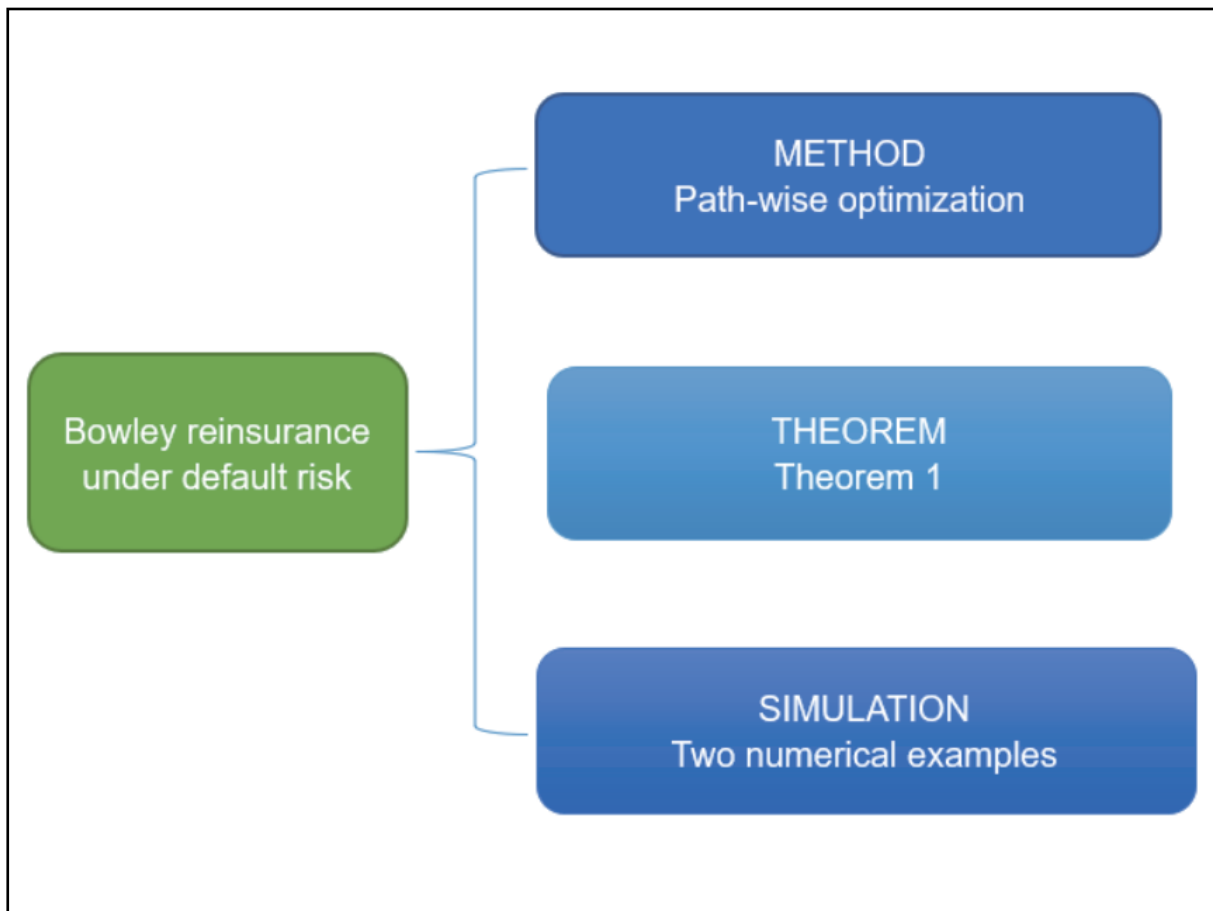 METHOD
Path-wise optimization
Bowley reinsurance
under default risk
THEOREM
Theorem 1
SIMULATION
Two numerical examples